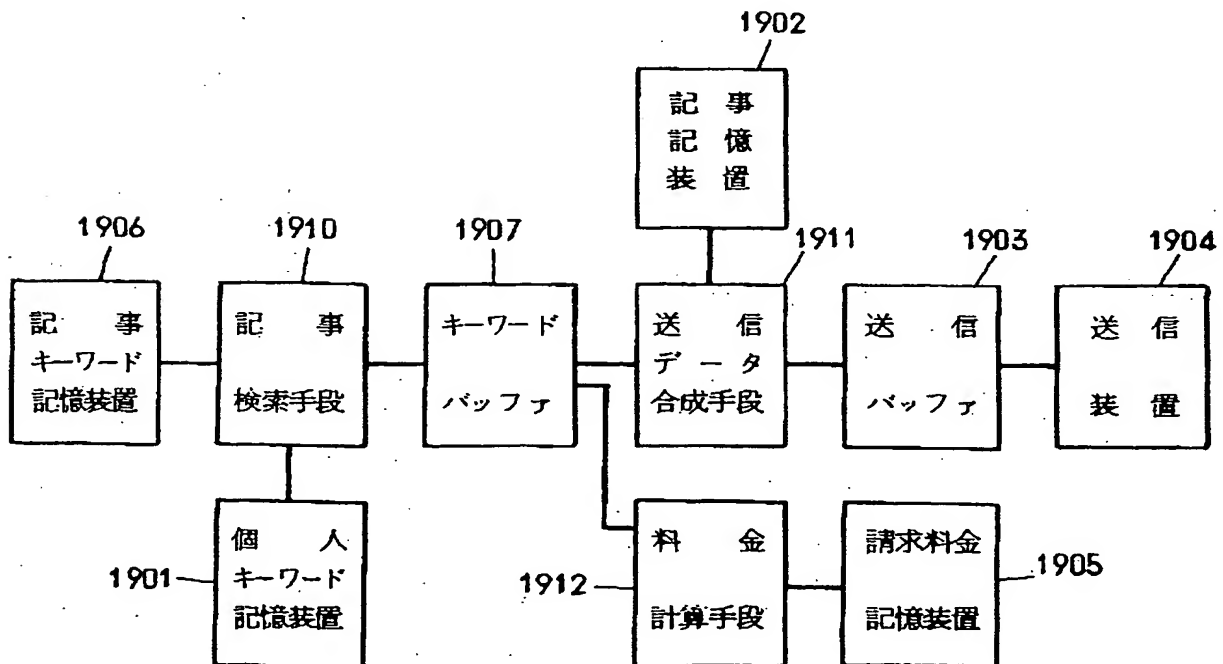 1902
記事
記憶
装置
1906
1910
1907
1911
1903
1904
記事
キーワード
記憶装置
記事
検索手段
キーワード
バッファ
送信
データ
合成手段
送信
バッファ
送信
装置
1901
個人
キーワード
記憶装置
1912
料金
計算手段
請求料金
記憶装置
1905